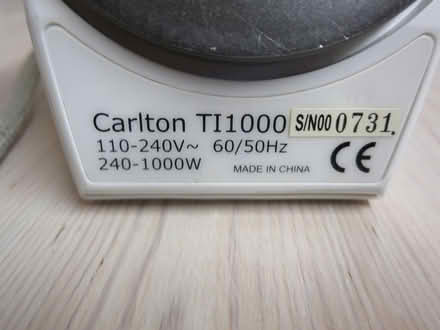 Carlton TI1000 S/N00 0731.
110-240V~ 60/50Hz
240-1000W MADE IN CHINA CE